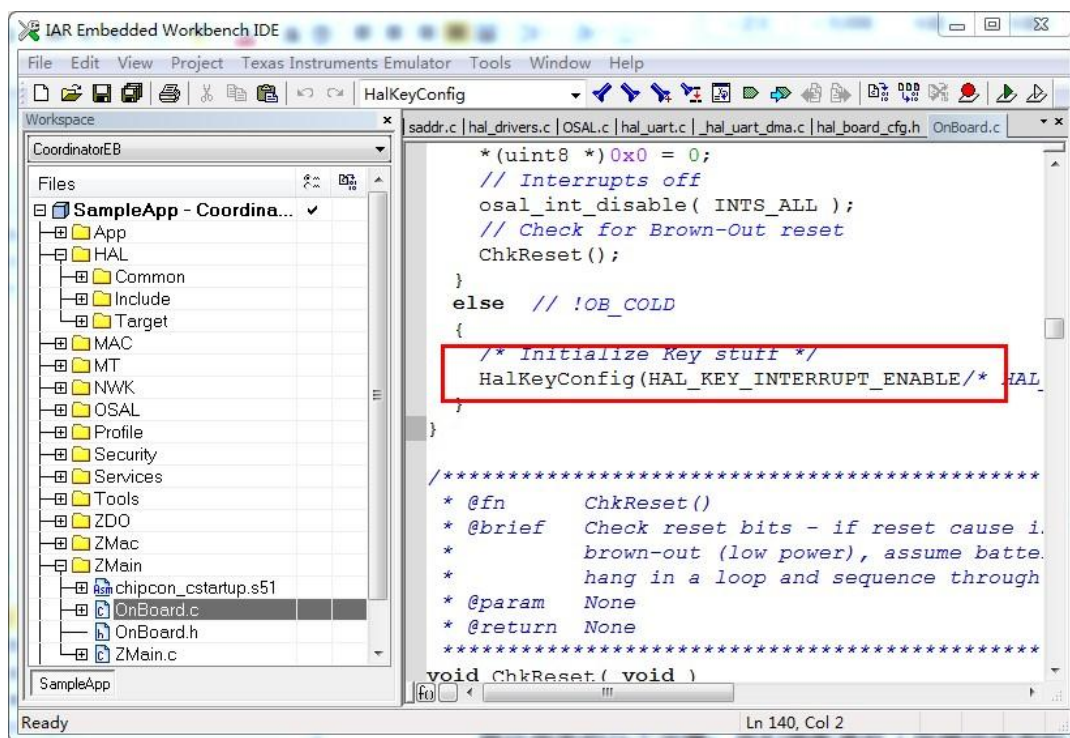 IAR Embedded Workbench IDE
File Edit View Project Texas Instruments Emulator Tools Window Help
HalKeyConfig
Workspace
CoordinatorEB
Files
SampleApp - Coordina...
App
HAL
Common
Include
Target
MAC
MT
NWK
OSAL
Profile
Security
Services
Tools
ZDO
ZMac
ZMain
chipcon_cstartup.s51
OnBoard.c
OnBoard.h
ZMain.c
SampleApp
saddr.c | hal_drivers.c | OSAL.c | hal_uart.c | _hal_uart_dma.c | hal_board_cfg.h OnBoard.c
*(uint8 *)0x0 = 0;
// Interrupts off
osal_int_disable( INTS_ALL );
// Check for Brown-Out reset
ChkReset();
}
else // !OB_COLD
{
/* Initialize Key stuff */
HalKeyConfig(HAL_KEY_INTERRUPT_ENABLE/* HAL_
}
}
/**********************************************
* @fn ChkReset()
* @brief Check reset bits - if reset cause i
* brown-out (low power), assume batte
* hang in a loop and sequence through
* @param None
* @return None
**********************************************
void ChkReset( void )
Ready
Ln 140, Col 2